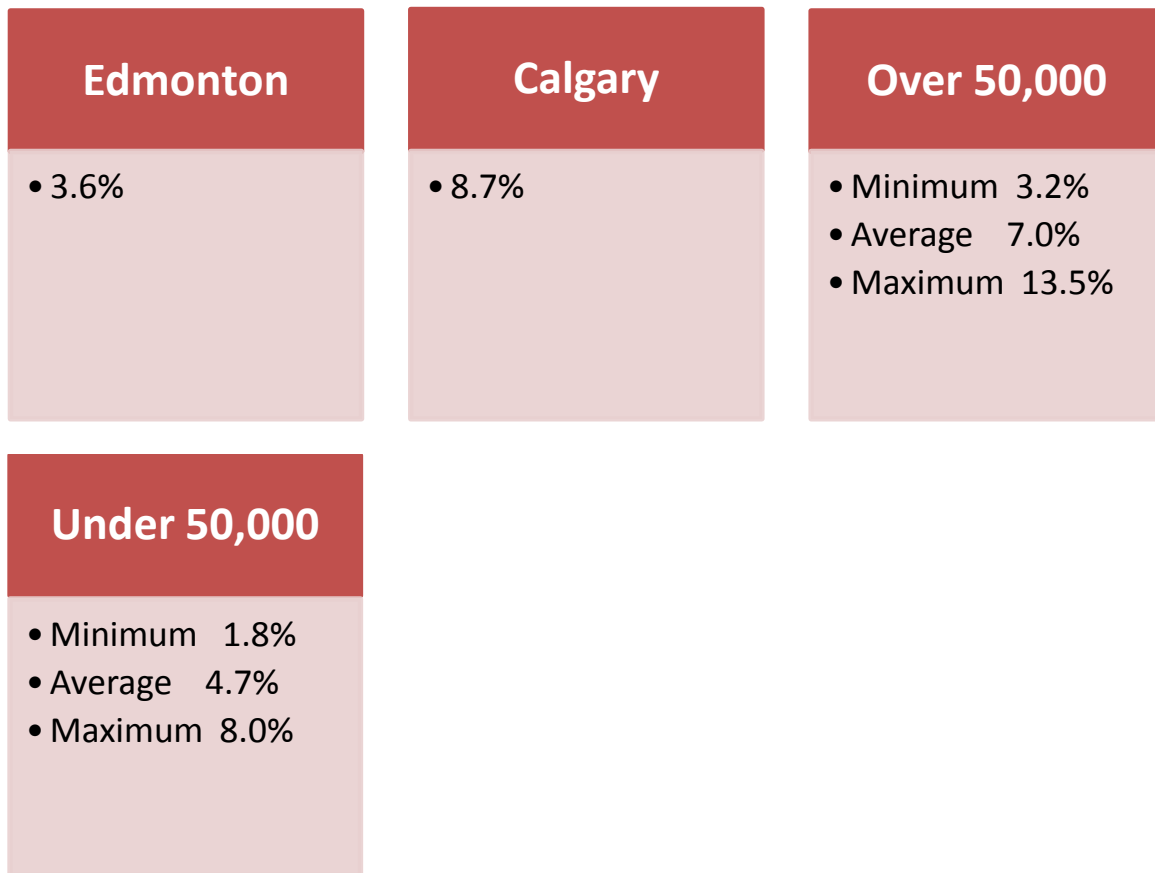 Edmonton
• 3.6%
Calgary
• 8.7%
Over 50,000
• Minimum 3.2%
• Average 7.0%
• Maximum 13.5%
Under 50,000
• Minimum 1.8%
• Average 4.7%
• Maximum 8.0%